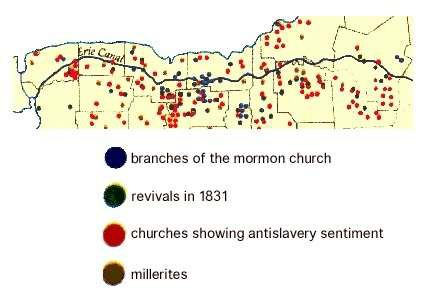 Erie Canal
branches of the mormon church
revivals in 1831
churches showing antislavery sentiment
millerites